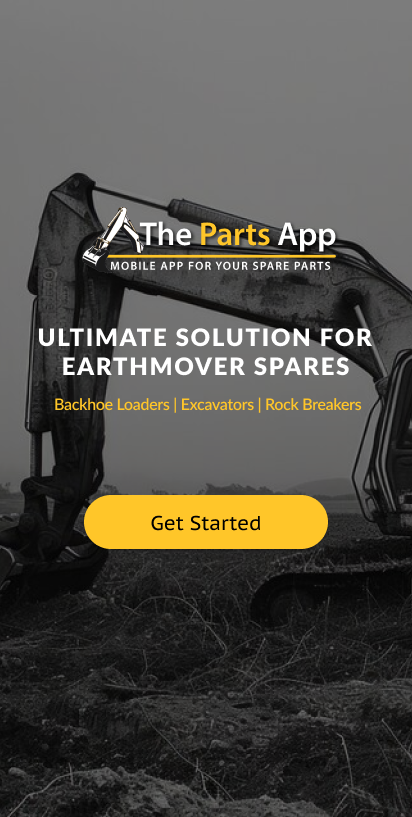 The Parts App
MOBILE APP FOR YOUR SPARE PARTS
ULTIMATE SOLUTION FOR
EARTHMOVER SPARES
Backhoe Loaders | Excavators | Rock Breakers
Get Started